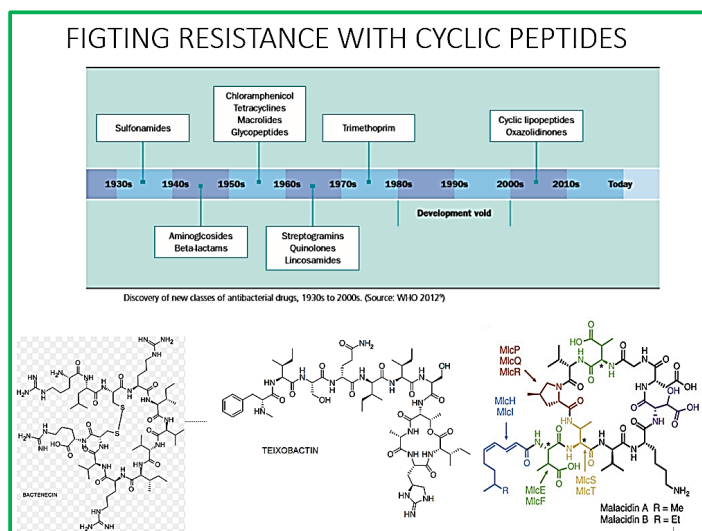 FIGTING RESISTANCE WITH CYCLIC PEPTIDES
Chloramphenicol
Tetracyclines
Macrolides
Glycopeptides
Sulfonamides
Trimethoprim
Cyclic lipopeptides
Oxazolidinones
1930s 1940s 1950s 1960s 1970s 1980s 1990s 2000s 2010s Today
Development void
Aminoglcosides
Beta-lactams
Streptogramins
Quinolones
Lincosamides
Discovery of new classes of antibacterial drugs, 1930s to 2000s. (Source: WHO 2012⁹)
BACTENECIN
TEIXOBACTIN
MlcP
MlcQ
MlcR
MlcH
MlcI
MlcE
MlcF
MlcS
MlcT
Malacidin A R = Me
Malacidin B R = Et